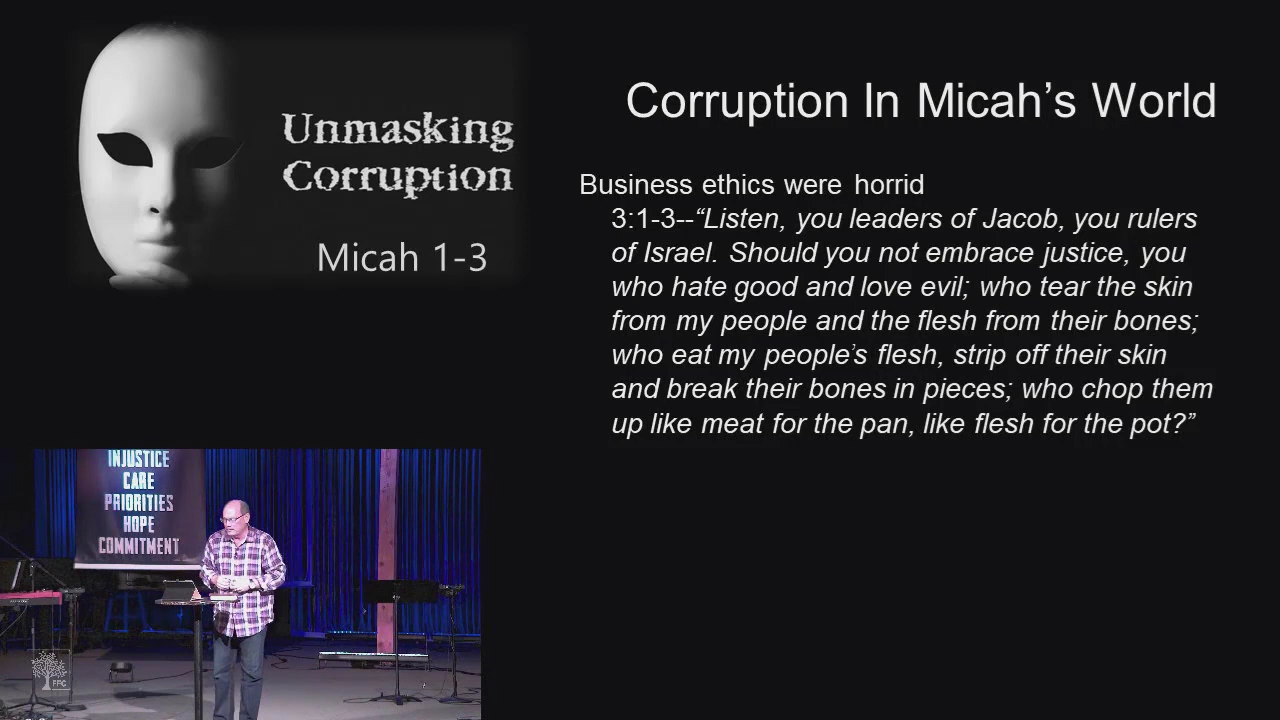 Unmasking
Corruption
Micah 1-3
Corruption In Micah’s World
Business ethics were horrid
3:1-3--“Listen, you leaders of Jacob, you rulers
of Israel. Should you not embrace justice, you
who hate good and love evil; who tear the skin
from my people and the flesh from their bones;
who eat my people’s flesh, strip off their skin
and break their bones in pieces; who chop them
up like meat for the pan, like flesh for the pot?”
INJUSTICE
CARE
PRIORITIES
HOPE
COMMITMENT
FFC